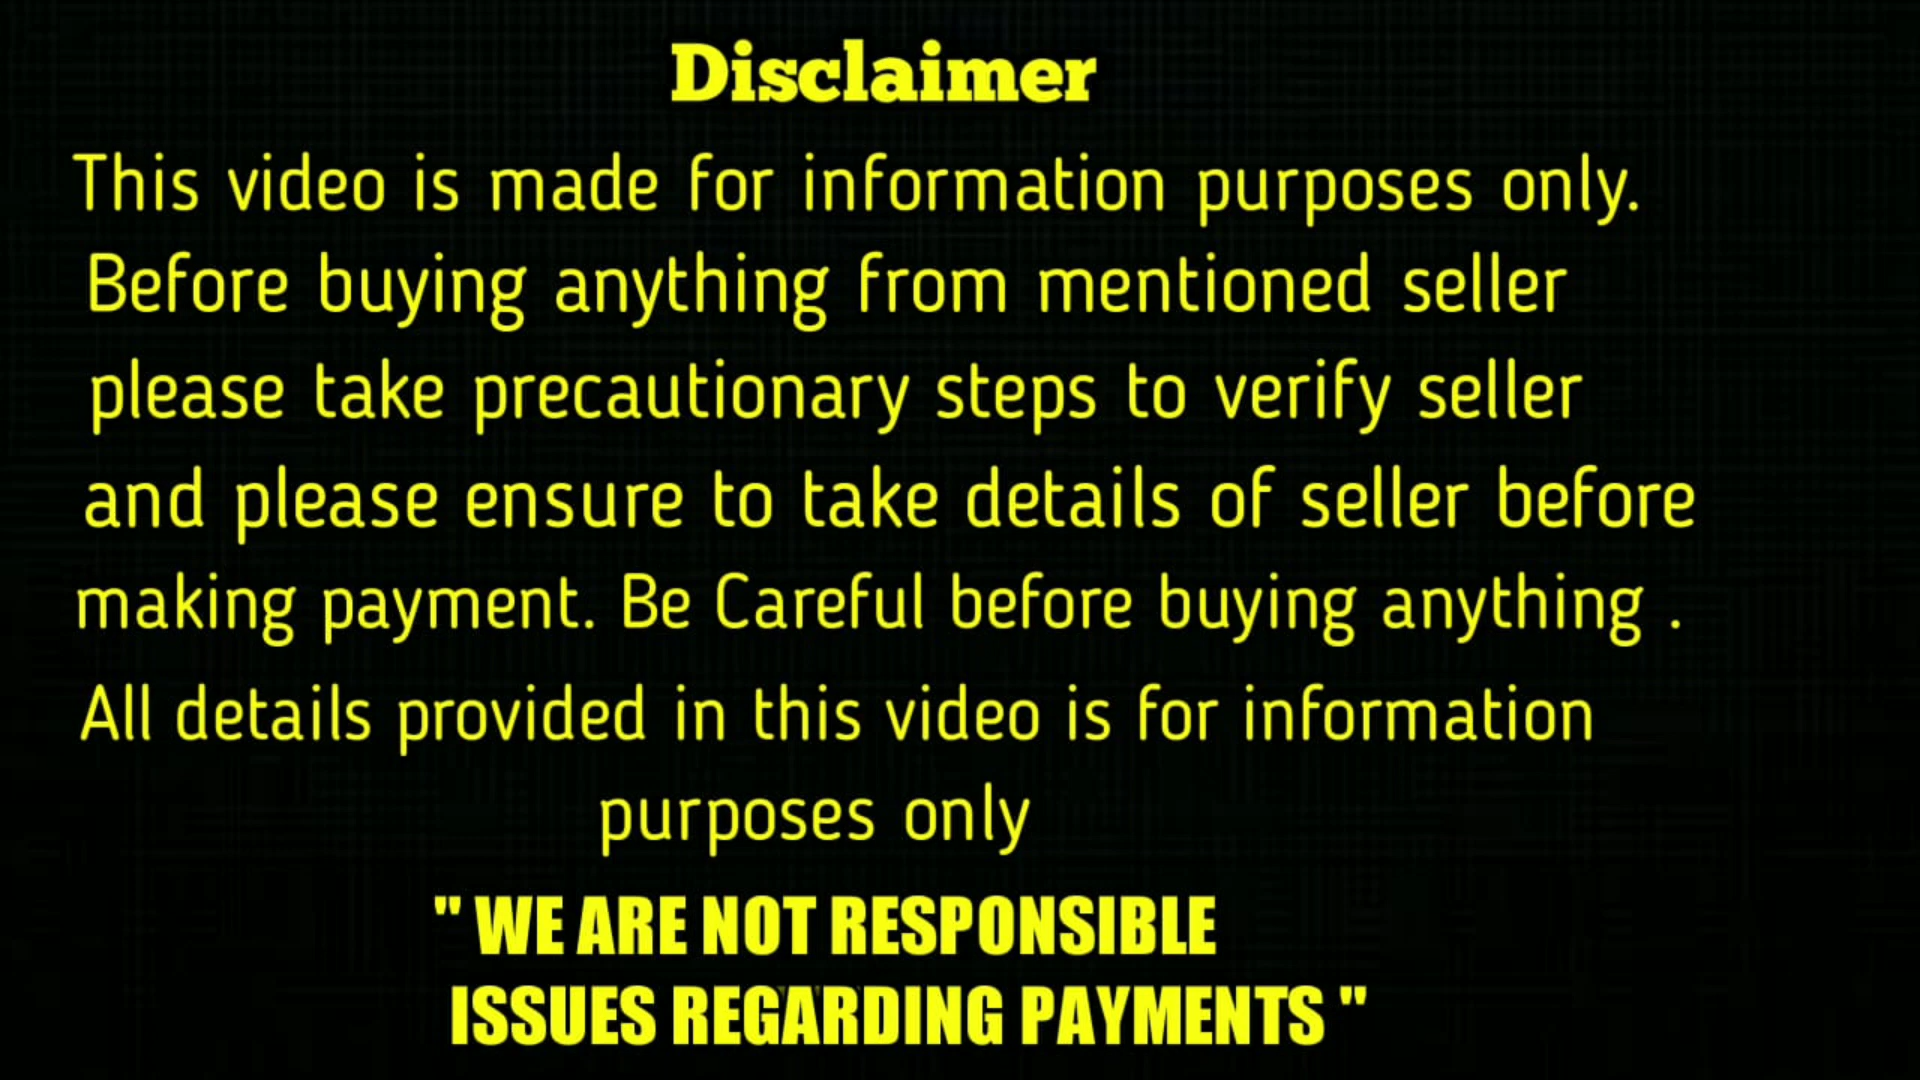 Disclaimer
This video is made for information purposes only.
Before buying anything from mentioned seller
please take precautionary steps to verify seller
and please ensure to take details of seller before
making payment. Be Careful before buying anything .
All details provided in this video is for information
purposes only
" WE ARE NOT RESPONSIBLE
ISSUES REGARDING PAYMENTS "